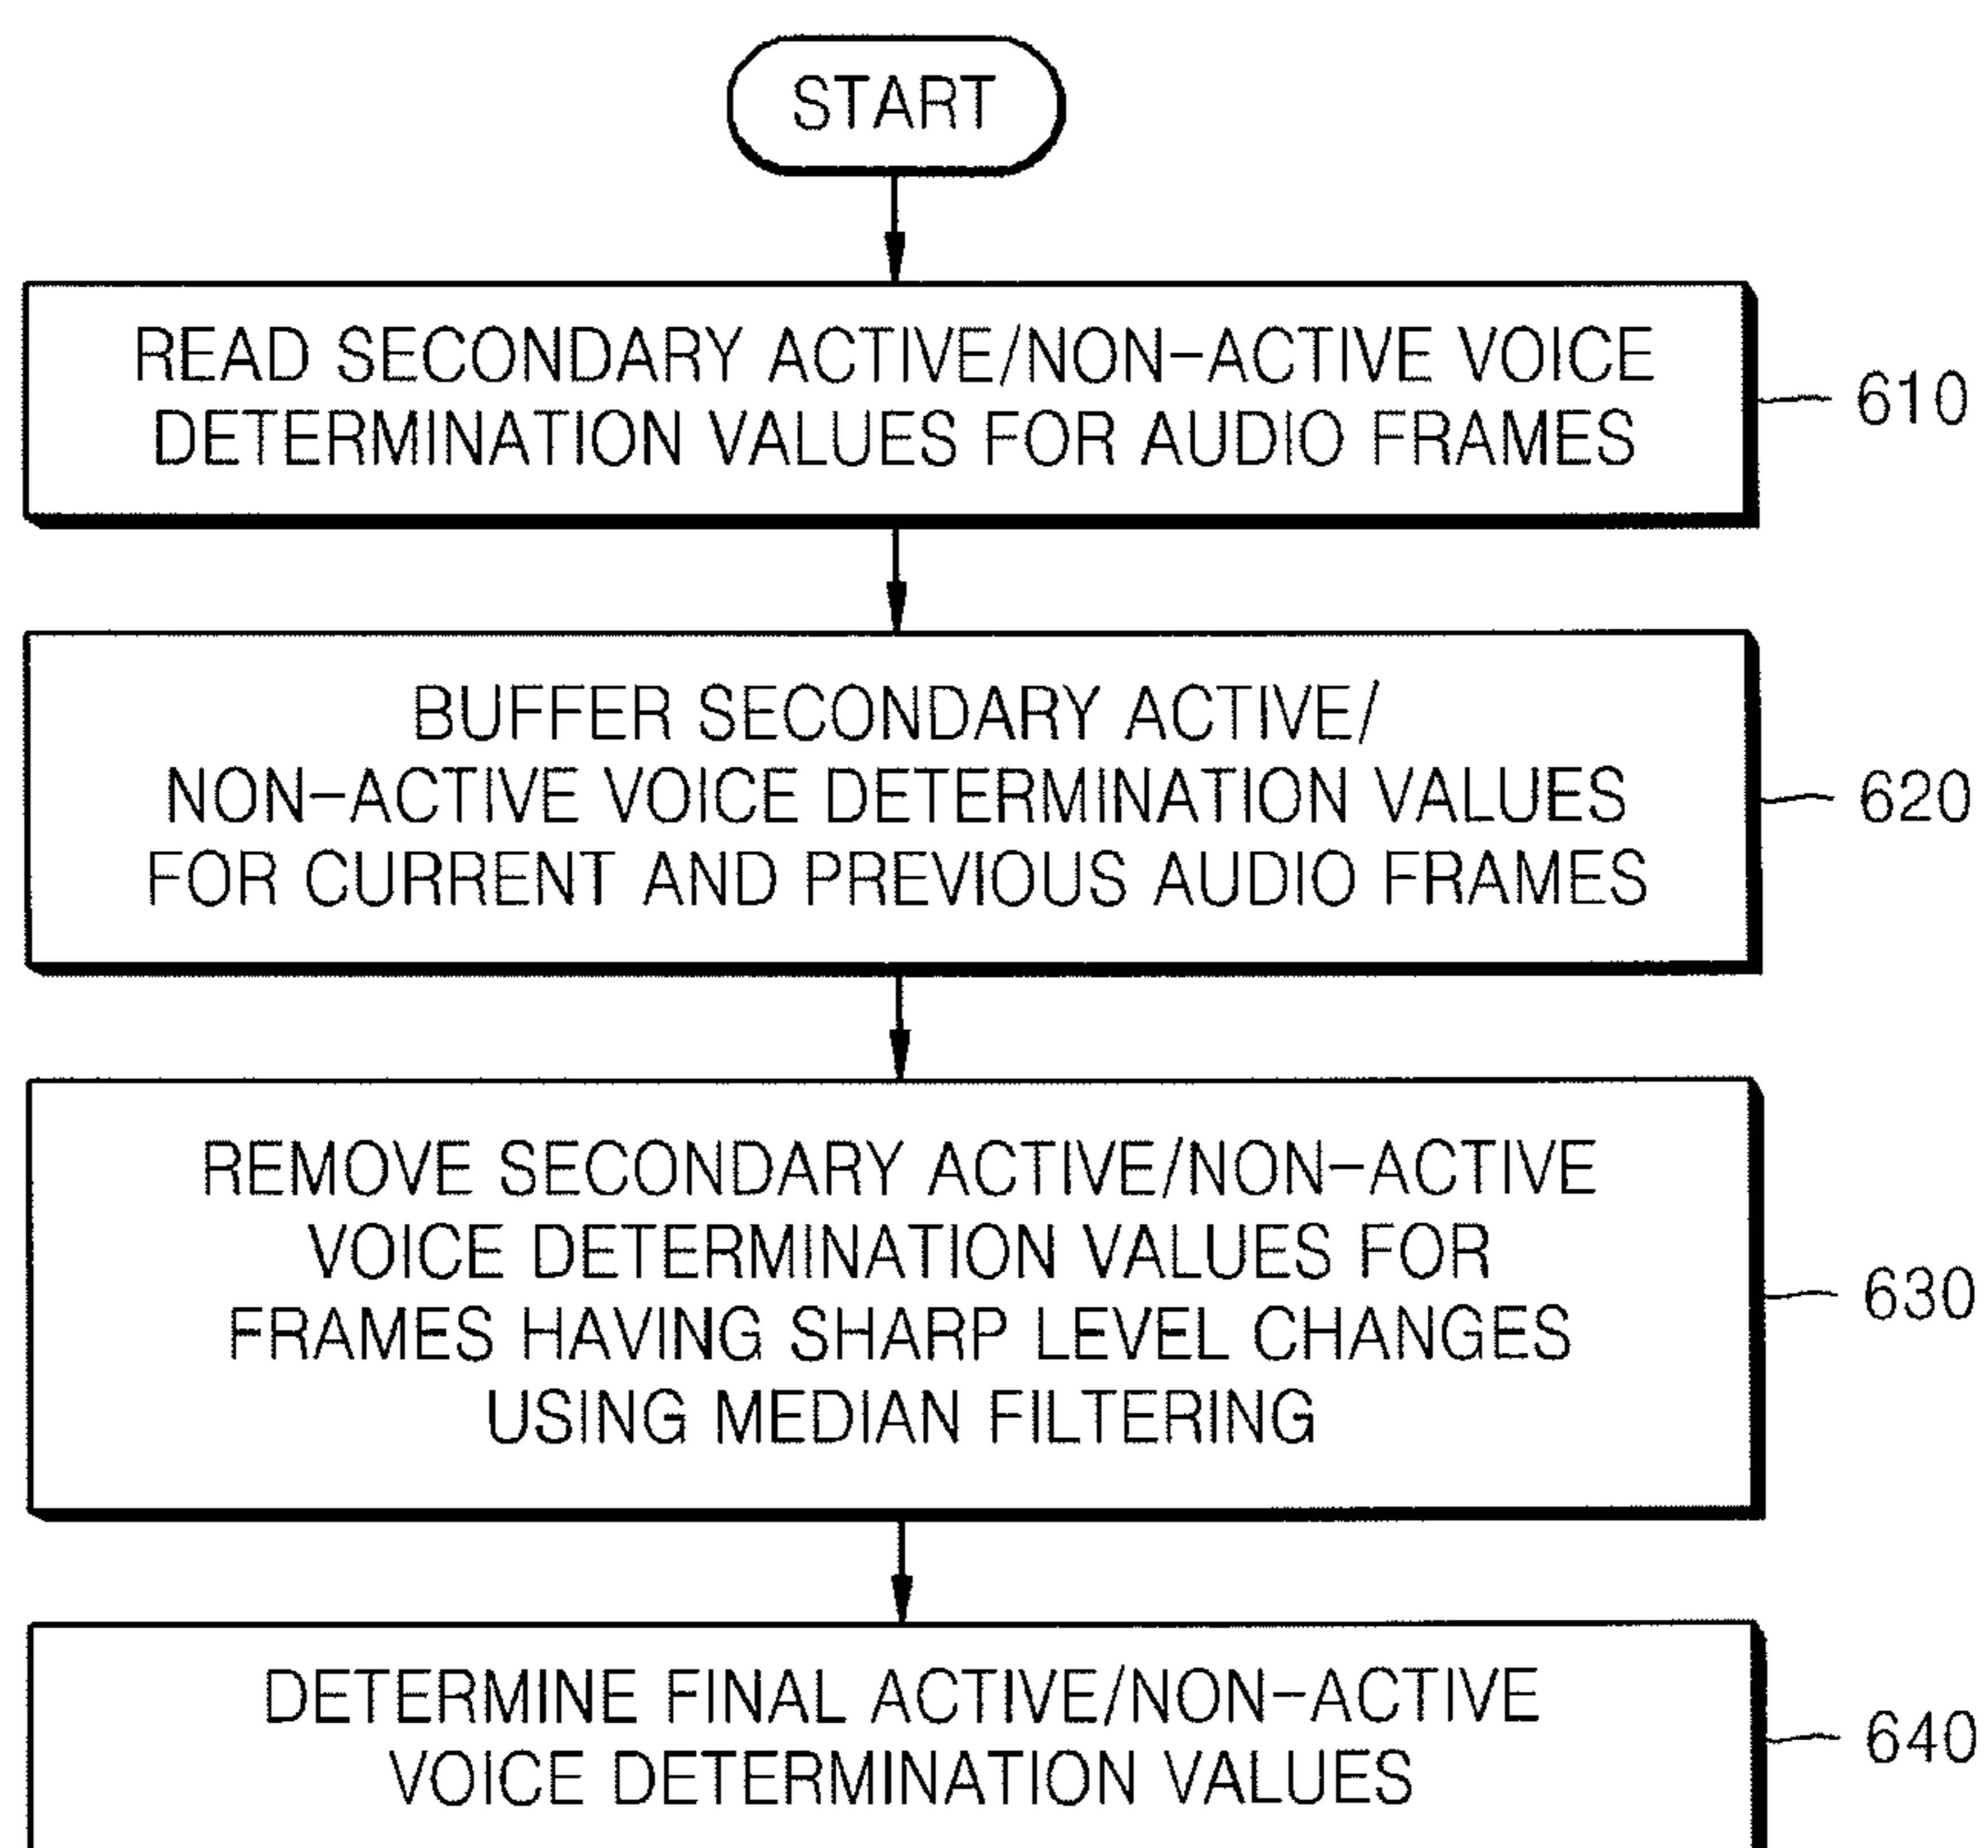 START
READ SECONDARY ACTIVE/NON-ACTIVE VOICE
DETERMINATION VALUES FOR AUDIO FRAMES
610
BUFFER SECONDARY ACTIVE/
NON-ACTIVE VOICE DETERMINATION VALUES
FOR CURRENT AND PREVIOUS AUDIO FRAMES
620
REMOVE SECONDARY ACTIVE/NON-ACTIVE
VOICE DETERMINATION VALUES FOR
FRAMES HAVING SHARP LEVEL CHANGES
USING MEDIAN FILTERING
630
DETERMINE FINAL ACTIVE/NON-ACTIVE
VOICE DETERMINATION VALUES
640